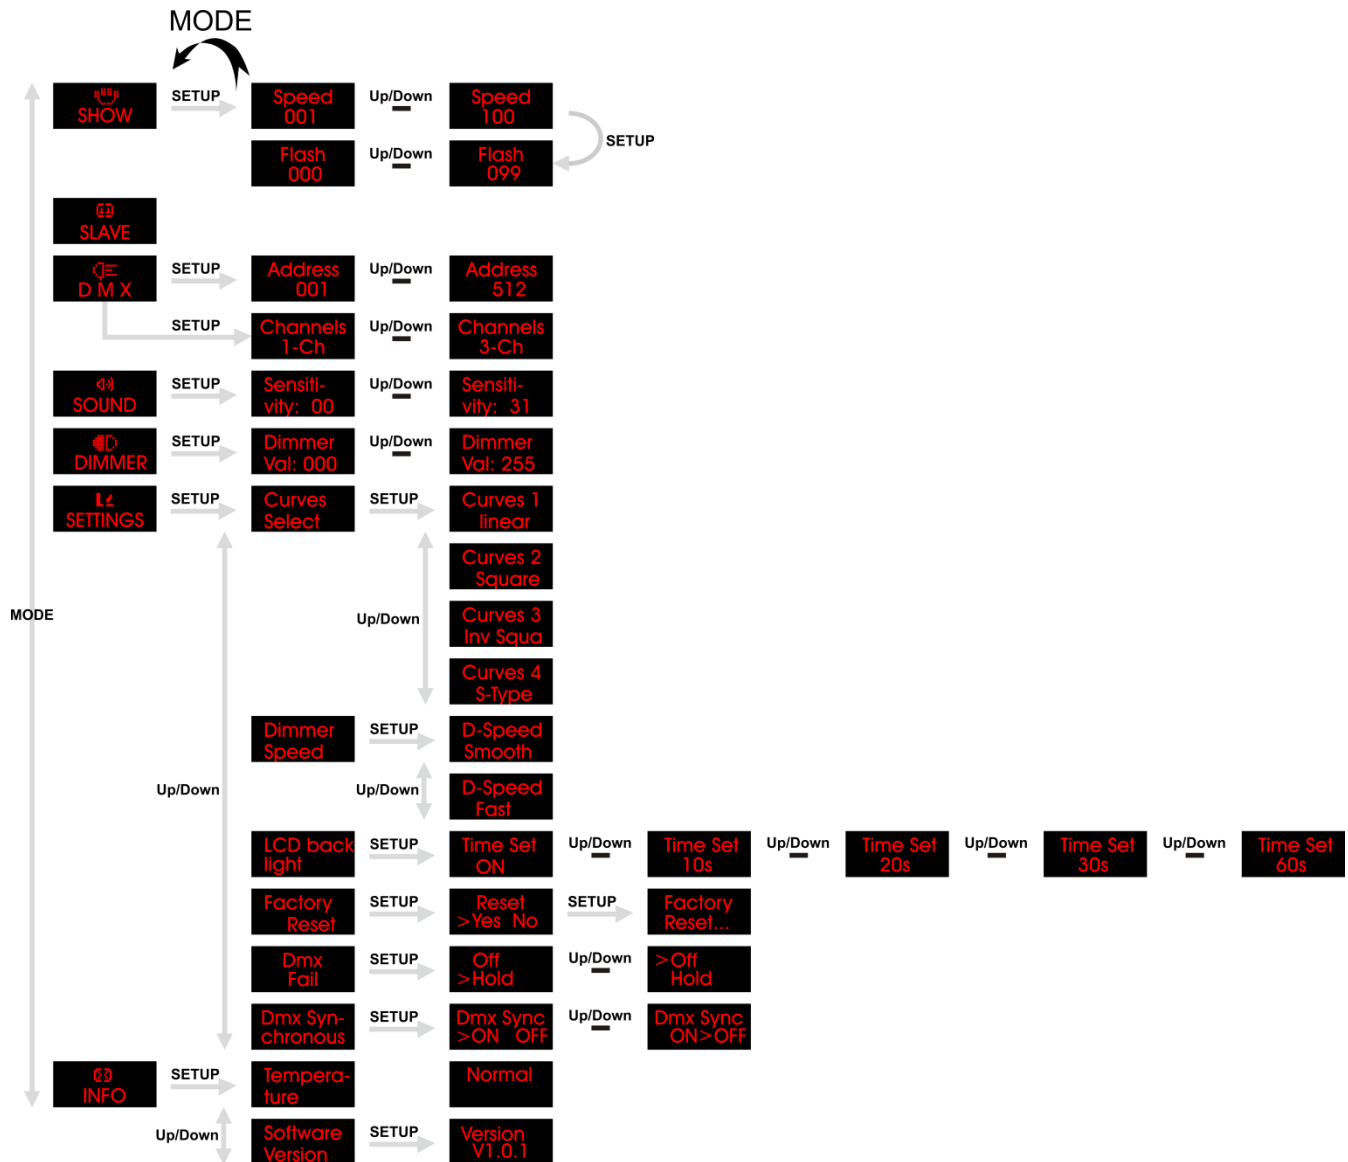 MODE
SHOW
SETUP
Speed
001
Up/Down
Speed
100
SETUP
Flash
000
Up/Down
Flash
099
SLAVE
D M X
SETUP
Address
001
Up/Down
Address
512
SETUP
Channels
1-Ch
Up/Down
Channels
3-Ch
SOUND
SETUP
Sensiti-
vity: 00
Up/Down
Sensiti-
vity: 31
DIMMER
SETUP
Dimmer
Val: 000
Up/Down
Dimmer
Val: 255
SETTINGS
SETUP
Curves
Select
SETUP
Curves 1
linear
Curves 2
Square
MODE
Up/Down
Curves 3
Inv Squa
Curves 4
S-Type
Dimmer
Speed
SETUP
D-Speed
Smooth
Up/Down
Up/Down
D-Speed
Fast
LCD back
light
SETUP
Time Set
ON
Up/Down
Time Set
10s
Up/Down
Time Set
20s
Up/Down
Time Set
30s
Up/Down
Time Set
60s
Factory
Reset
SETUP
Reset
>Yes No
SETUP
Factory
Reset...
Dmx
Fail
SETUP
Off
>Hold
Up/Down
>Off
Hold
Dmx Syn-
chronous
SETUP
Dmx Sync
>ON OFF
Up/Down
Dmx Sync
ON>OFF
INFO
SETUP
Tempera-
ture
Normal
Up/Down
Software
Version
SETUP
Version
V1.0.1